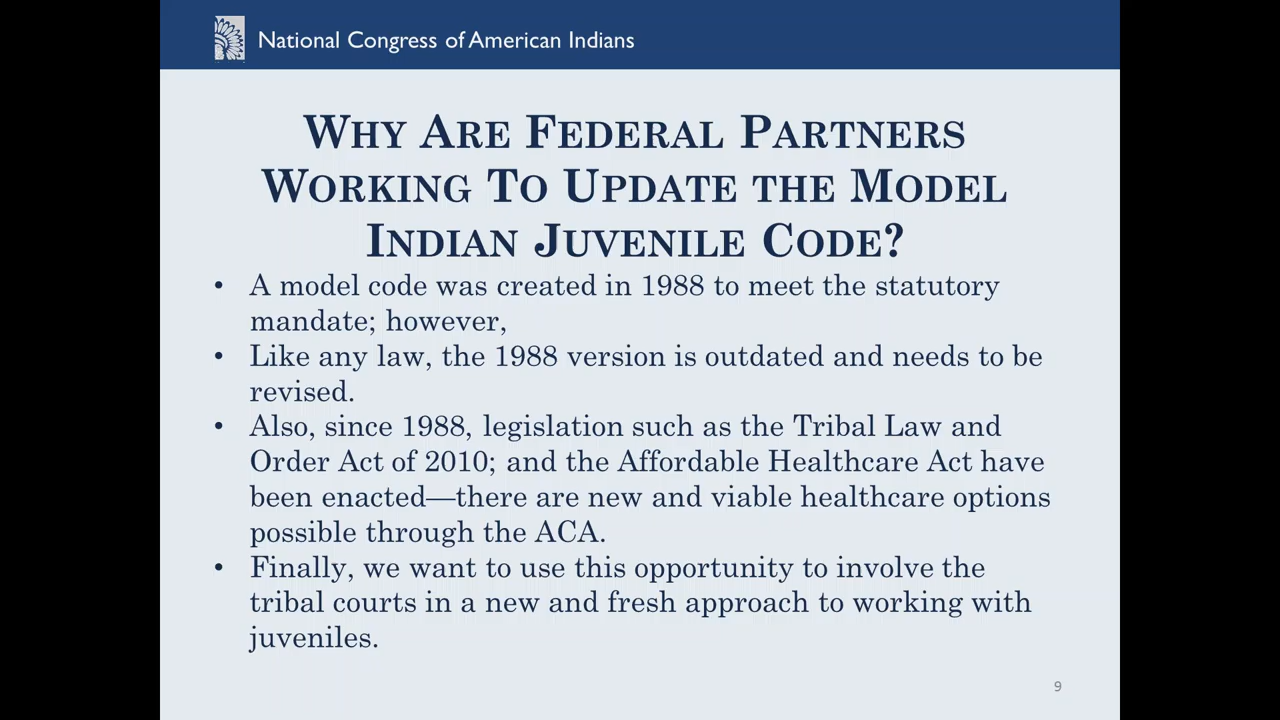 National Congress of American Indians
Why Are Federal Partners
Working To Update the Model
Indian Juvenile Code?
• A model code was created in 1988 to meet the statutory
mandate; however,
• Like any law, the 1988 version is outdated and needs to be
revised.
• Also, since 1988, legislation such as the Tribal Law and
Order Act of 2010; and the Affordable Healthcare Act have
been enacted—there are new and viable healthcare options
possible through the ACA.
• Finally, we want to use this opportunity to involve the
tribal courts in a new and fresh approach to working with
juveniles.
9